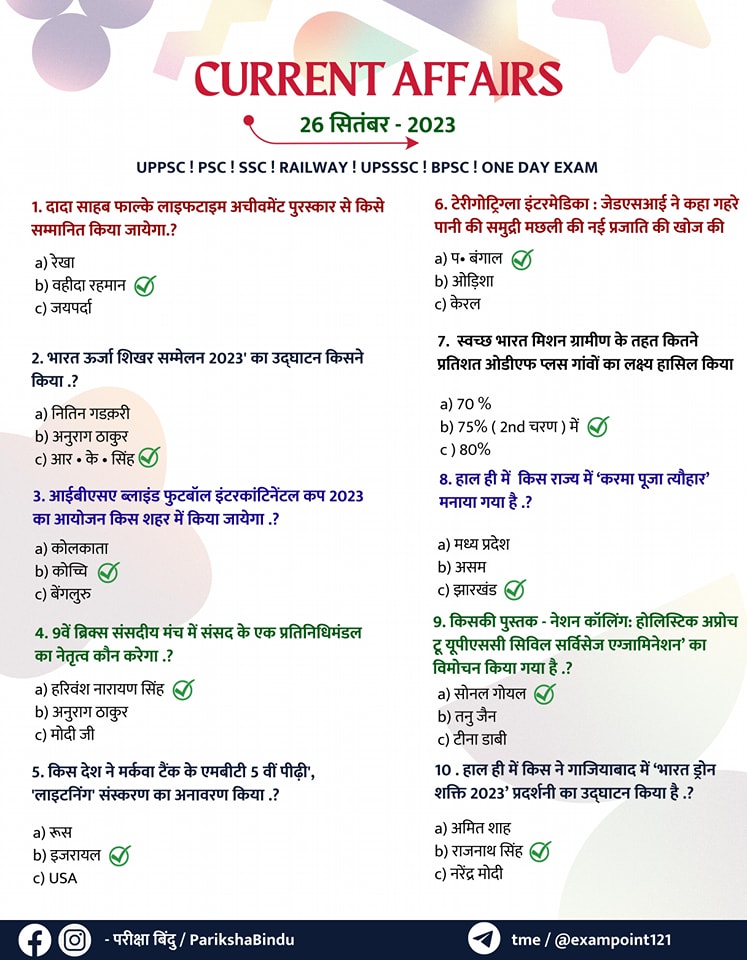 CURRENT AFFAIRS
26 सितंबर - 2023
UPPSC ! PSC ! SSC ! RAILWAY ! UPSSSC ! BPSC ! ONE DAY EXAM
1. दादा साहब फाल्के लाइफटाइम अचीवमेंट पुरस्कार से किसे
सम्मानित किया जायेगा.?
a) रेखा
b) वहीदा रहमान
c) जयपर्दा
2. भारत ऊर्जा शिखर सम्मेलन 2023' का उद्घाटन किसने
किया .?
a) नितिन गडक़री
b) अनुराग ठाकुर
c) आर • के • सिंह
3. आईबीएसए ब्लाइंड फुटबॉल इंटरकांटिनेंटल कप 2023
का आयोजन किस शहर में किया जायेगा .?
a) कोलकाता
b) कोच्चि
c) बेंगलुरु
4. 9वें ब्रिक्स संसदीय मंच में संसद के एक प्रतिनिधिमंडल
का नेतृत्व कौन करेगा .?
a) हरिवंश नारायण सिंह
b) अनुराग ठाकुर
c) मोदी जी
5. किस देश ने मर्कवा टैंक के एमबीटी 5 वीं पीढ़ी',
'लाइटनिंग' संस्करण का अनावरण किया .?
a) रूस
b) इजरायल
c) USA
6. टेरीगोट्रिग्ला इंटरमेडिका : जेडएसआई ने कहा गहरे
पानी की समुद्री मछली की नई प्रजाति की खोज की
a) प• बंगाल
b) ओड़िशा
c) केरल
7. स्वच्छ भारत मिशन ग्रामीण के तहत कितने
प्रतिशत ओडीएफ प्लस गांवों का लक्ष्य हासिल किया
a) 70 %
b) 75% ( 2nd चरण ) में
c ) 80%
8. हाल ही में किस राज्य में ‘करमा पूजा त्यौहार’
मनाया गया है .?
a) मध्य प्रदेश
b) असम
c) झारखंड
9. किसकी पुस्तक - नेशन कॉलिंग: होलिस्टिक अप्रोच
टू यूपीएससी सिविल सर्विसेज एग्जामिनेशन’ का
विमोचन किया गया है .?
a) सोनल गोयल
b) तनु जैन
c) टीना डाबी
10 . हाल ही में किस ने गाजियाबाद में ‘भारत ड्रोन
शक्ति 2023’ प्रदर्शनी का उद्घाटन किया है .?
a) अमित शाह
b) राजनाथ सिंह
c) नरेंद्र मोदी
- परीक्षा बिंदु / ParikshaBindu
tme / @exampoint121